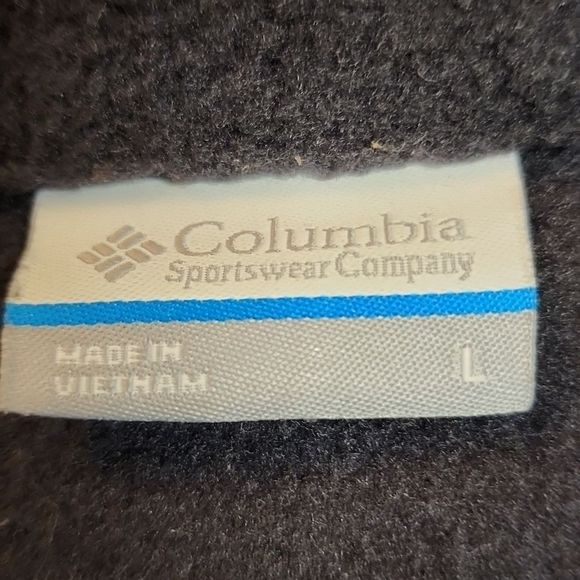 Columbia
Sportswear Company
MADE IN
VIETNAM
L